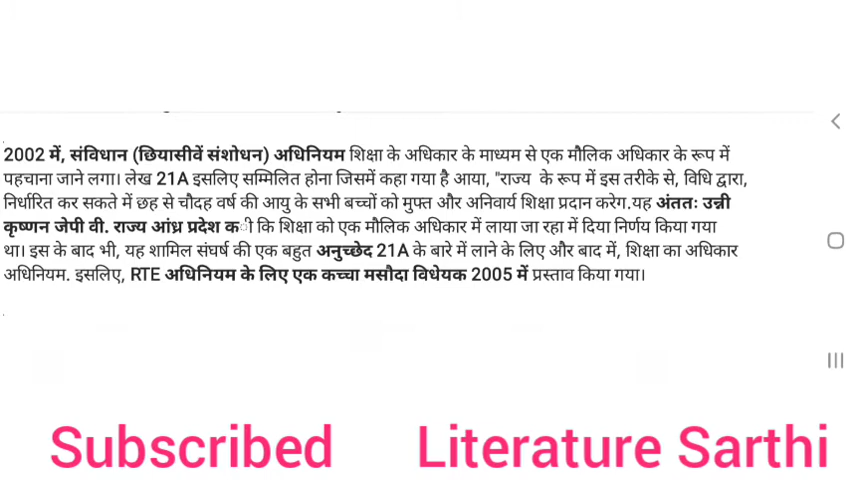 2002 में, संविधान (छियासीवें संशोधन) अधिनियम शिक्षा के अधिकार के माध्यम से एक मौलिक अधिकार के रूप में
पहचाना जाने लगा। लेख 21A इसलिए सम्मिलित होना जिसमें कहा गया है आया, "राज्य के रूप में इस तरीके से, विधि द्वारा,
निर्धारित कर सकते में छह से चौदह वर्ष की आयु के सभी बच्चों को मुफ्त और अनिवार्य शिक्षा प्रदान करेग.यह अंततः उन्नी
कृष्णन जेपी वी. राज्य आंध्र प्रदेश क ी कि शिक्षा को एक मौलिक अधिकार में लाया जा रहा में दिया निर्णय किया गया
था। इस के बाद भी, यह शामिल संघर्ष की एक बहुत अनुच्छेद 21A के बारे में लाने के लिए और बाद में, शिक्षा का अधिकार
अधिनियम. इसलिए, RTE अधिनियम के लिए एक कच्चा मसौदा विधेयक 2005 में प्रस्ताव किया गया।
Subscribed Literature Sarthi